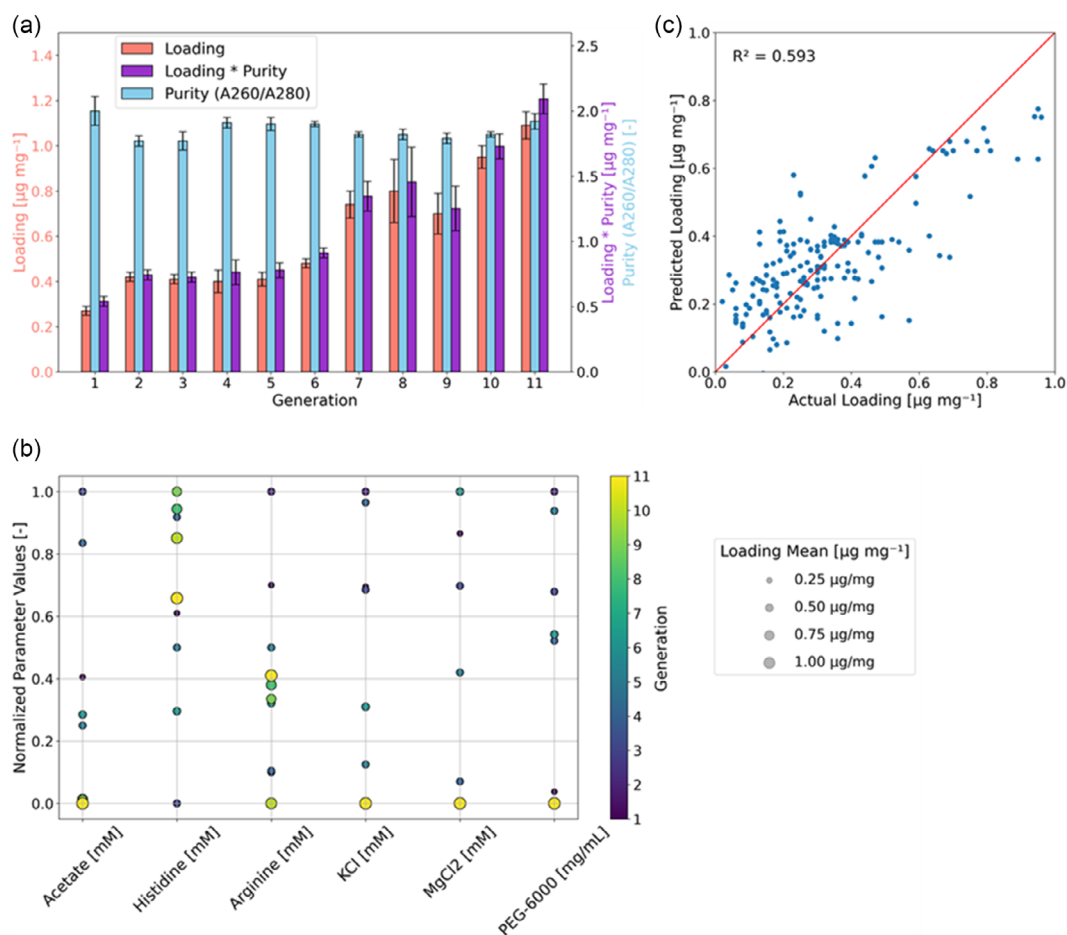 (a)
Loading
Loading * Purity
Purity (A260/A280)
1.4
1.2
1.0
0.8
0.6
0.4
0.2
0.0
Loading [µg mg⁻¹]
2.5
2.0
1.5
1.0
0.5
0.0
Loading * Purity [µg mg⁻¹]
Purity (A260/A280) [-]
1 2 3 4 5 6 7 8 9 10 11
Generation
(c)
R² = 0.593
1.0
0.8
0.6
0.4
0.2
0.0
Predicted Loading [µg mg⁻¹]
0.0 0.2 0.4 0.6 0.8 1.0
Actual Loading [µg mg⁻¹]
(b)
1.0
0.8
0.6
0.4
0.2
0.0
Normalized Parameter Values [-]
Acetate [mM]
Histidine [mM]
Arginine [mM]
KCl [mM]
MgCl2 [mM]
PEG-6000 [mg/mL]
11
10
9
8
7
6
5
4
3
2
1
Generation
Loading Mean [µg mg⁻¹]
0.25 µg/mg
0.50 µg/mg
0.75 µg/mg
1.00 µg/mg